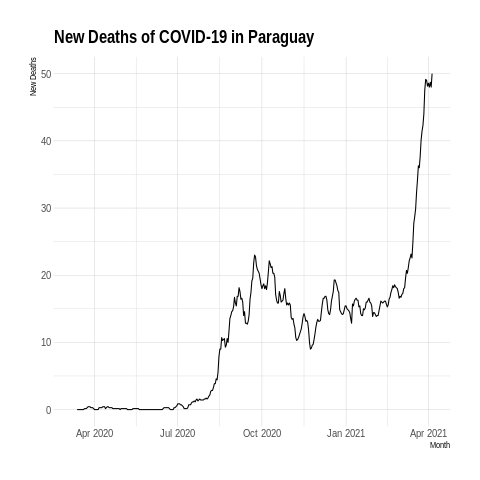 New Deaths of COVID-19 in Paraguay
New Deaths
50
40
30
20
10
0
Apr 2020 Jul 2020 Oct 2020 Jan 2021 Apr 2021
Month